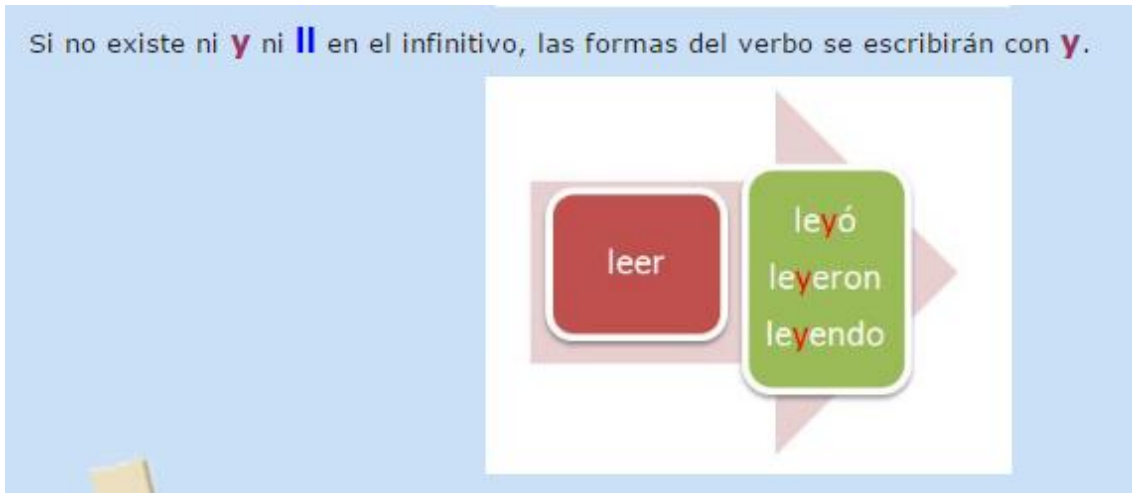 Si no existe ni y ni ll en el infinitivo, las formas del verbo se escribirán con y.
leer
leyó
leyeron
leyendo